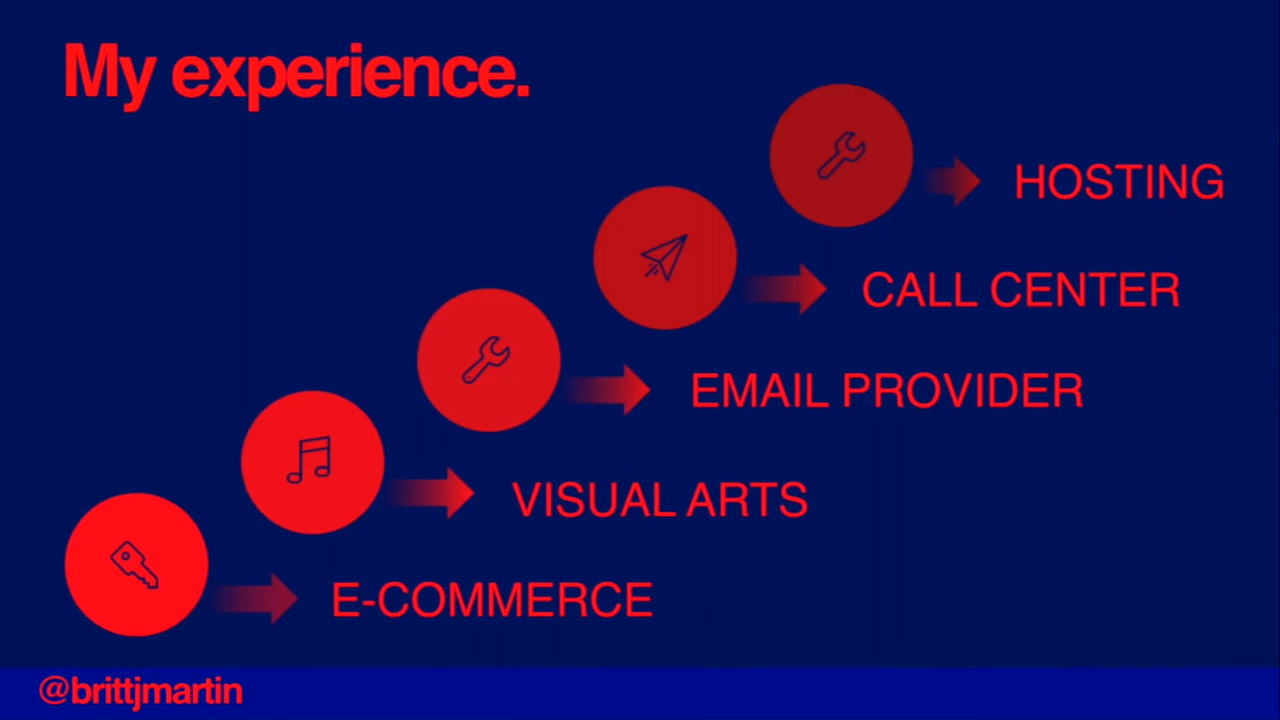 My experience.
HOSTING
CALL CENTER
EMAIL PROVIDER
VISUAL ARTS
E-COMMERCE
@brittjmartin